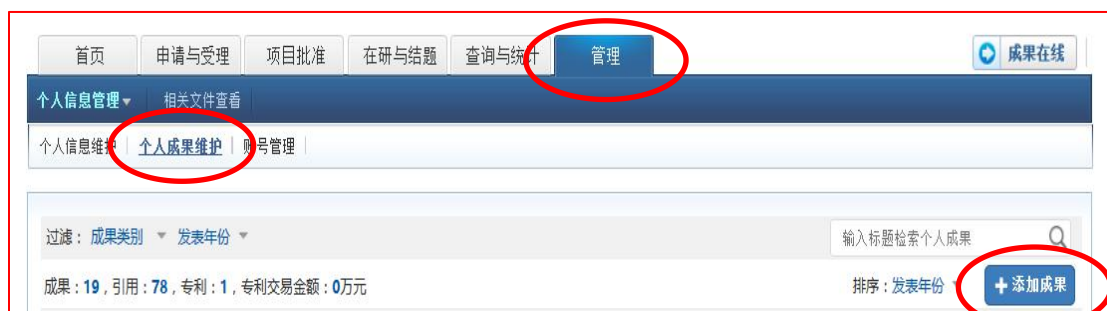 首页 申请与受理 项目批准 在研与结题 查询与统计 管理 成果在线
个人信息管理 相关文件查看
个人信息维护 个人成果维护 账号管理
过滤：成果类别 发表年份 输入标题检索个人成果
成果：19，引用：78，专利：1，专利交易金额：0万元 排序：发表年份 添加成果